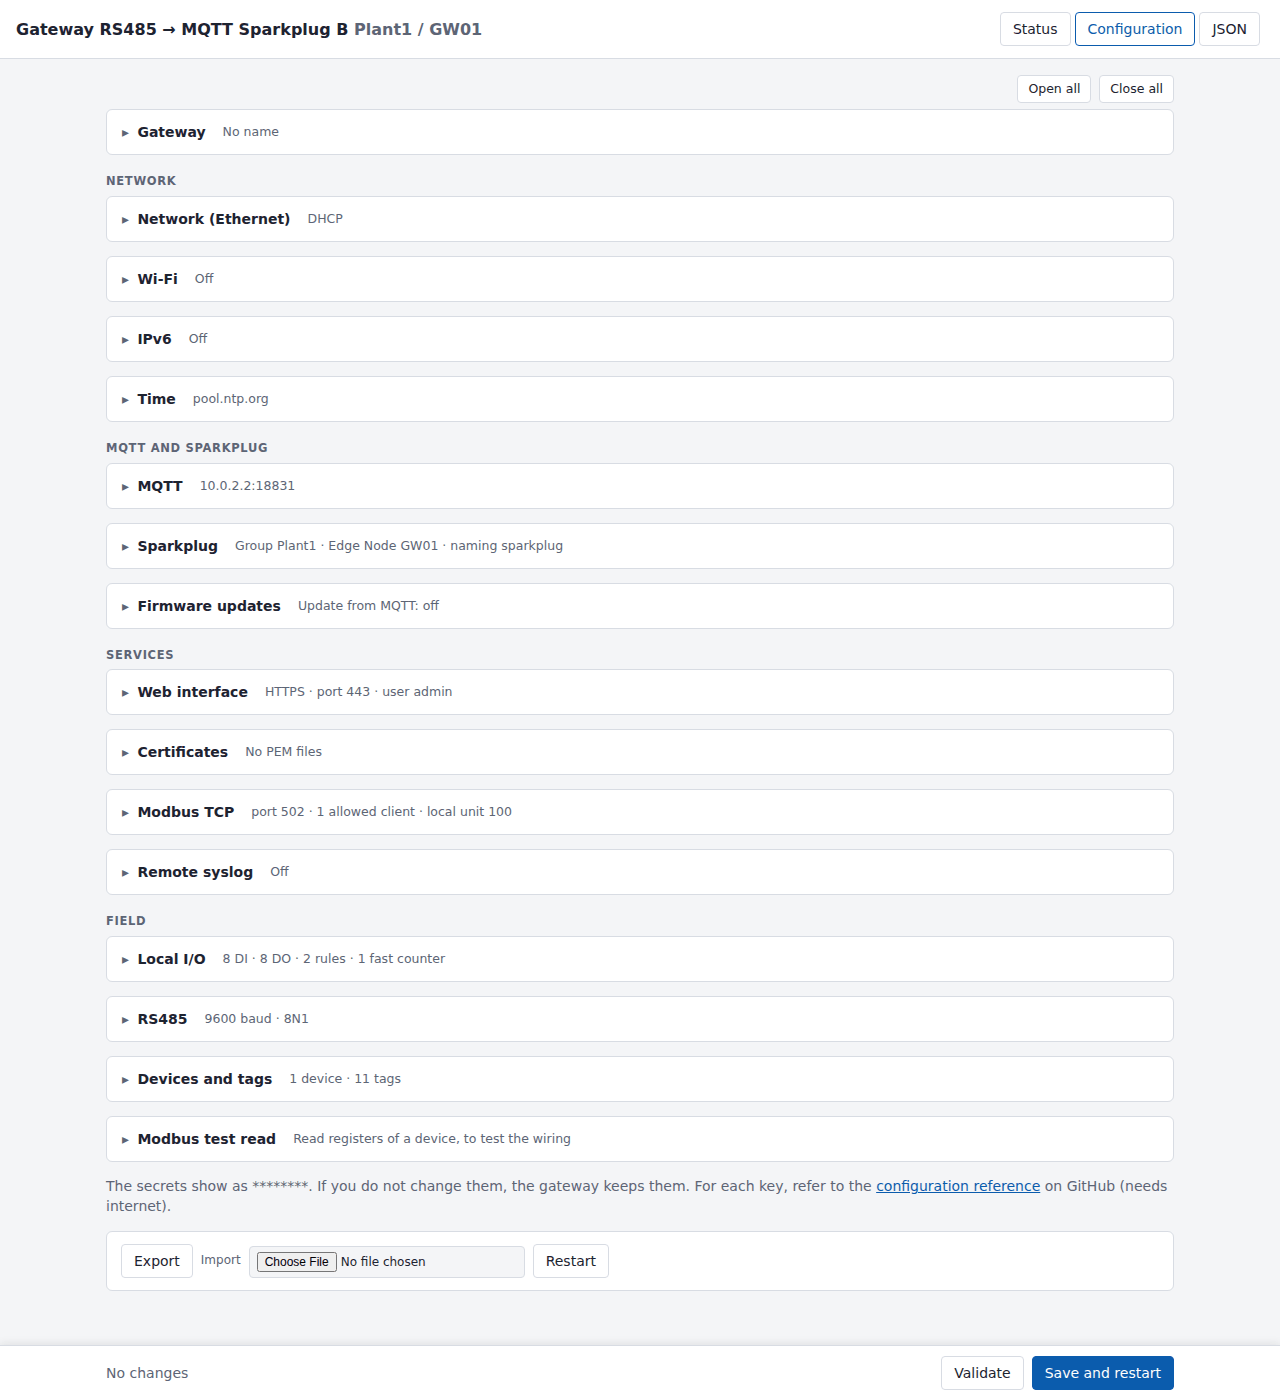 Gateway RS485 → MQTT Sparkplug B Plant1 / GW01
Status
Configuration
JSON
Open all
Close all
▸ Gateway No name
NETWORK
▸ Network (Ethernet) DHCP
▸ Wi-Fi Off
▸ IPv6 Off
▸ Time pool.ntp.org
MQTT AND SPARKPLUG
▸ MQTT 10.0.2.2:18831
▸ Sparkplug Group Plant1 · Edge Node GW01 · naming sparkplug
▸ Firmware updates Update from MQTT: off
SERVICES
▸ Web interface HTTPS · port 443 · user admin
▸ Certificates No PEM files
▸ Modbus TCP port 502 · 1 allowed client · local unit 100
▸ Remote syslog Off
FIELD
▸ Local I/O 8 DI · 8 DO · 2 rules · 1 fast counter
▸ RS485 9600 baud · 8N1
▸ Devices and tags 1 device · 11 tags
▸ Modbus test read Read registers of a device, to test the wiring
The secrets show as ********. If you do not change them, the gateway keeps them. For each key, refer to the configuration reference on GitHub (needs
internet).
Export Import Choose File No file chosen Restart
No changes
Validate
Save and restart